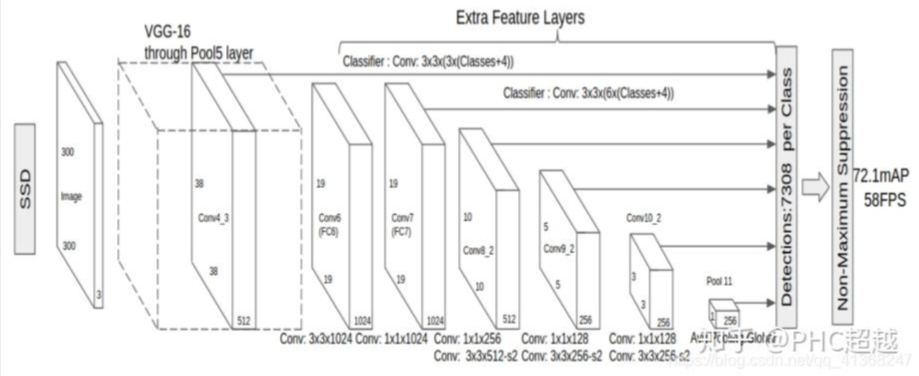 Extra Feature Layers
VGG-16
through Pool5 layer
Classifier : Conv: 3x3x(3x(Classes+4))
Classifier : Conv: 3x3x(6x(Classes+4))
SSD
300
Image
300
3
38
Conv4_3
38
512
19
Conv6
(FC6)
19
1024
19
Conv7
(FC7)
19
1024
10
Conv8_2
10
512
5
Conv9_2
5
256
Conv10_2
3
3
256
Pool 11
1
256
Detections:7308 per Class
Non-Maximum Suppression
72.1mAP
58FPS
Conv: 3x3x1024
Conv: 1x1x1024
Conv: 1x1x256
Conv: 3x3x512-s2
Conv: 1x1x128
Conv: 3x3x256-s2
Conv: 1x1x128
Conv: 3x3x256-s2
知乎 @PHC超越
https://blog.csdn.net/qq_41368247